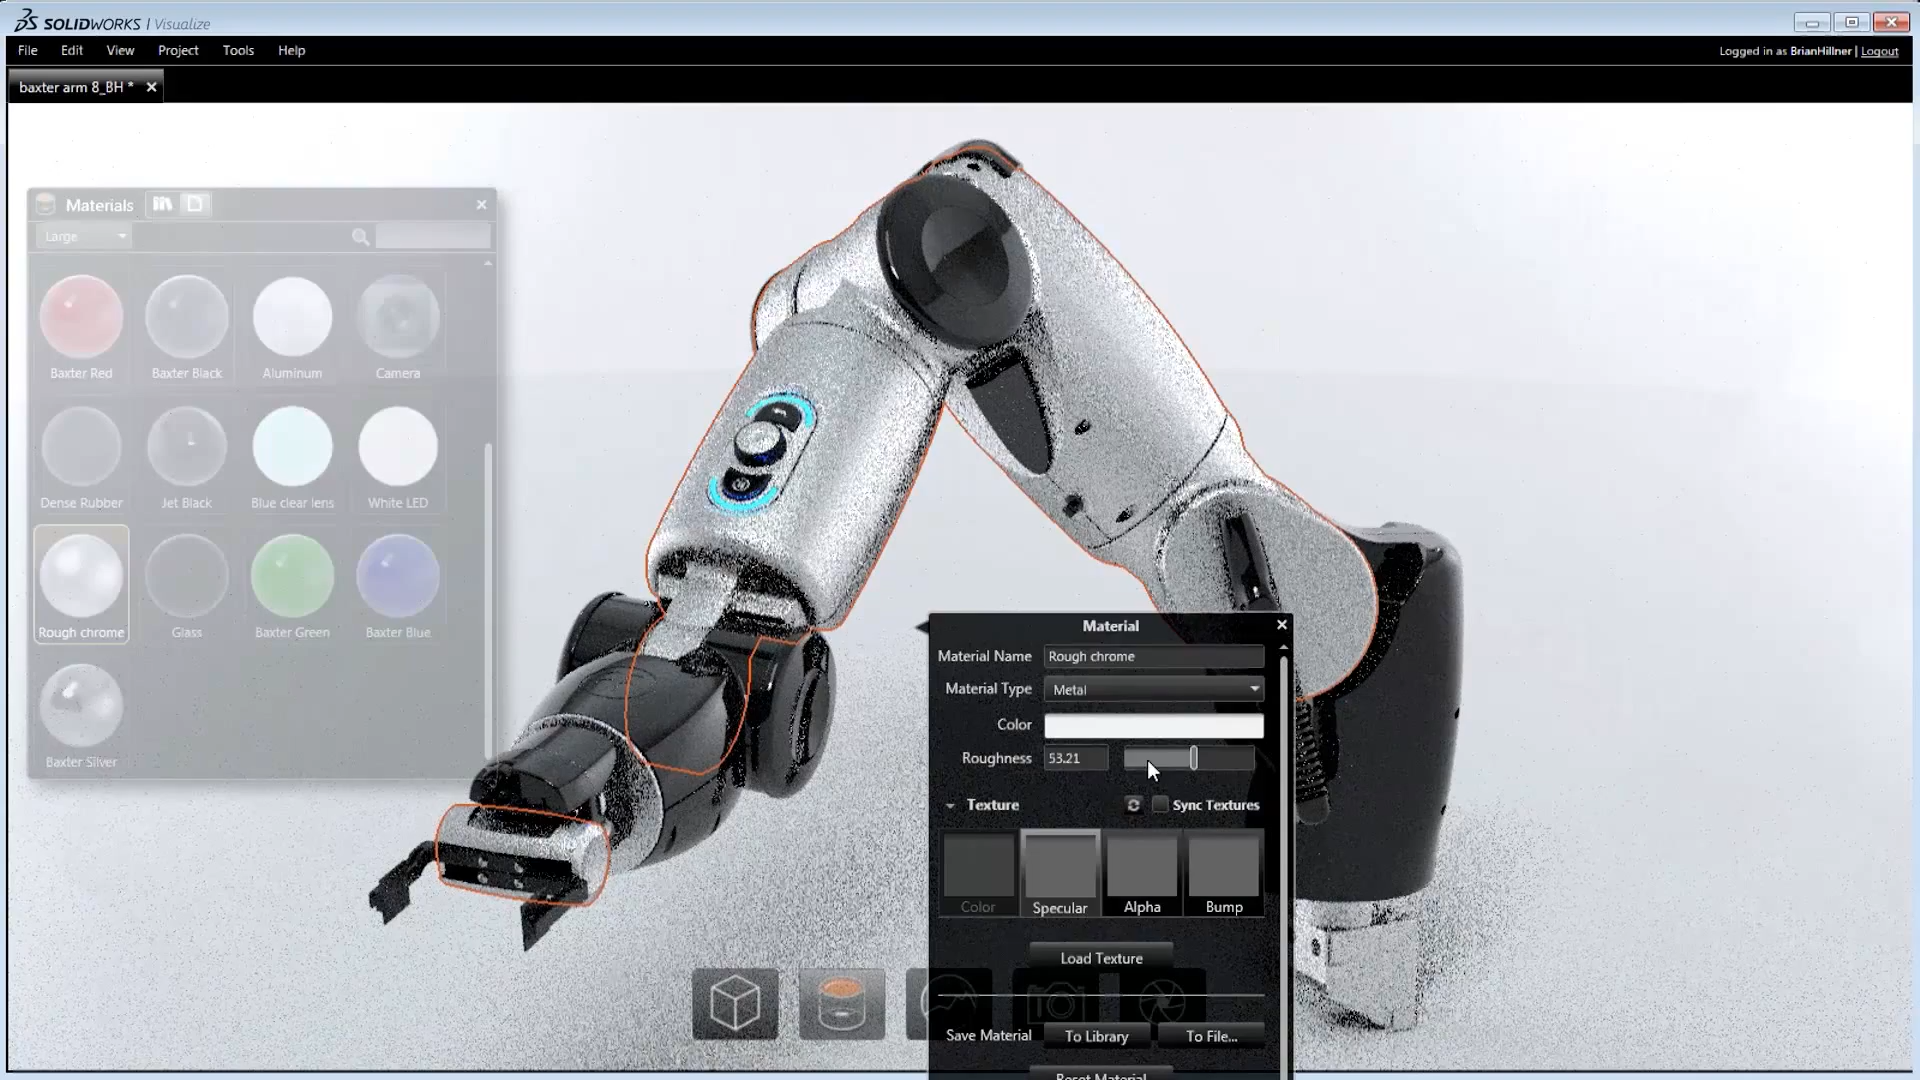 SOLIDWORKS | Visualize
File Edit View Project Tools Help
Logged in as BrianHillner | Logout
baxter arm 8_BH *
Materials
Large
Baxter Red Baxter Black Aluminum Camera
Dense Rubber Jet Black Blue clear lens White LED
Rough chrome Glass Baxter Green Baxter Blue
Baxter Silver
Material
Material Name Rough chrome
Material Type Metal
Color
Roughness 53.21
Texture Sync Textures
Color Specular Alpha Bump
Load Texture
Save Material To Library To File...
Reset Material